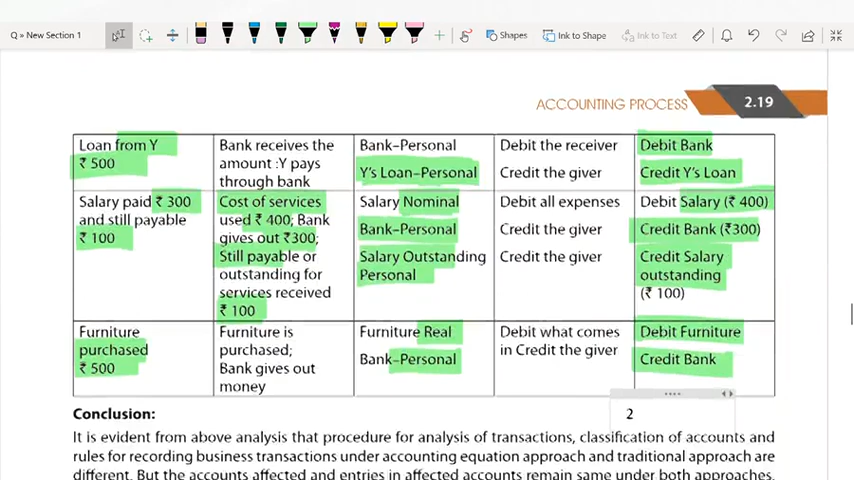 Q » New Section 1
Shapes
Ink to Shape
Ink to Text
ACCOUNTING PROCESS
2.19
Loan from Y
₹ 500
Bank receives the
amount :Y pays
through bank
Bank–Personal
Y's Loan–Personal
Debit the receiver
Credit the giver
Debit Bank
Credit Y's Loan
Salary paid ₹ 300
and still payable
₹ 100
Cost of services
used ₹ 400; Bank
gives out ₹300;
Still payable or
outstanding for
services received
₹ 100
Salary Nominal
Bank–Personal
Salary Outstanding
Personal
Debit all expenses
Credit the giver
Credit the giver
Debit Salary (₹ 400)
Credit Bank (₹300)
Credit Salary
outstanding
(₹ 100)
Furniture
purchased
₹ 500
Furniture is
purchased;
Bank gives out
money
Furniture Real
Bank–Personal
Debit what comes
in Credit the giver
Debit Furniture
Credit Bank
2
Conclusion:
It is evident from above analysis that procedure for analysis of transactions, classification of accounts and
rules for recording business transactions under accounting equation approach and traditional approach are
different. But the accounts affected and entries in affected accounts remain same under both approaches.